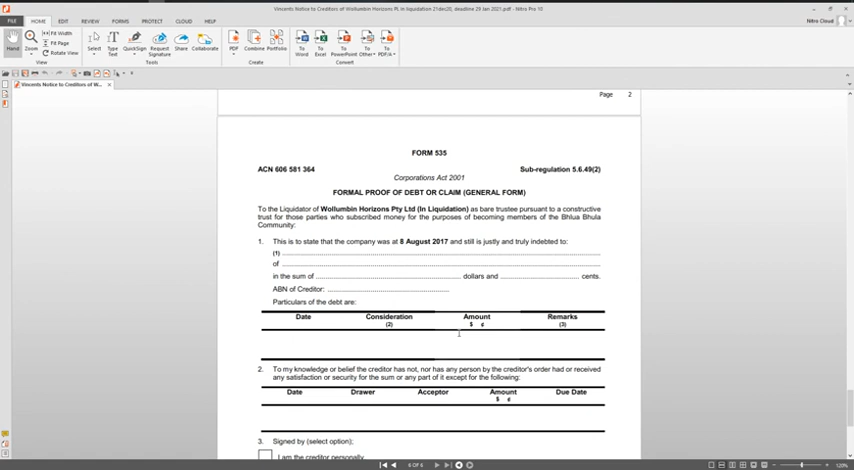 Vincents Notice to Creditors of Wollumbin Horizons PL in liquidation 21dec20, deadline 29 Jan 2021.pdf - Nitro Pro 10
FILE HOME EDIT REVIEW FORMS PROTECT CLOUD HELP
Nitro Cloud
Hand Zoom Fit Width Fit Page Rotate View Select Type Text QuickSign Request Signature Share Collaborate PDF Combine Portfolio To Word To Excel To PowerPoint To Other To PDF/A
View Tools Create Convert
Vincents Notice to Creditors of W...
Page 2
FORM 535
ACN 606 581 364 Sub-regulation 5.6.49(2)
Corporations Act 2001
FORMAL PROOF OF DEBT OR CLAIM (GENERAL FORM)
To the Liquidator of Wollumbin Horizons Pty Ltd (In Liquidation) as bare trustee pursuant to a constructive
trust for those parties who subscribed money for the purposes of becoming members of the Bhlua Bhula
Community:
1. This is to state that the company was at 8 August 2017 and still is justly and truly indebted to:
(1)
of
in the sum of dollars and cents.
ABN of Creditor:
Particulars of the debt are:
Date Consideration Amount Remarks
(2) $ ¢ (3)
2. To my knowledge or belief the creditor has not, nor has any person by the creditor's order had or received
any satisfaction or security for the sum or any part of it except for the following:
Date Drawer Acceptor Amount Due Date
$ ¢
3. Signed by (select option);
I am the creditor personally.
6 OF 6
120%